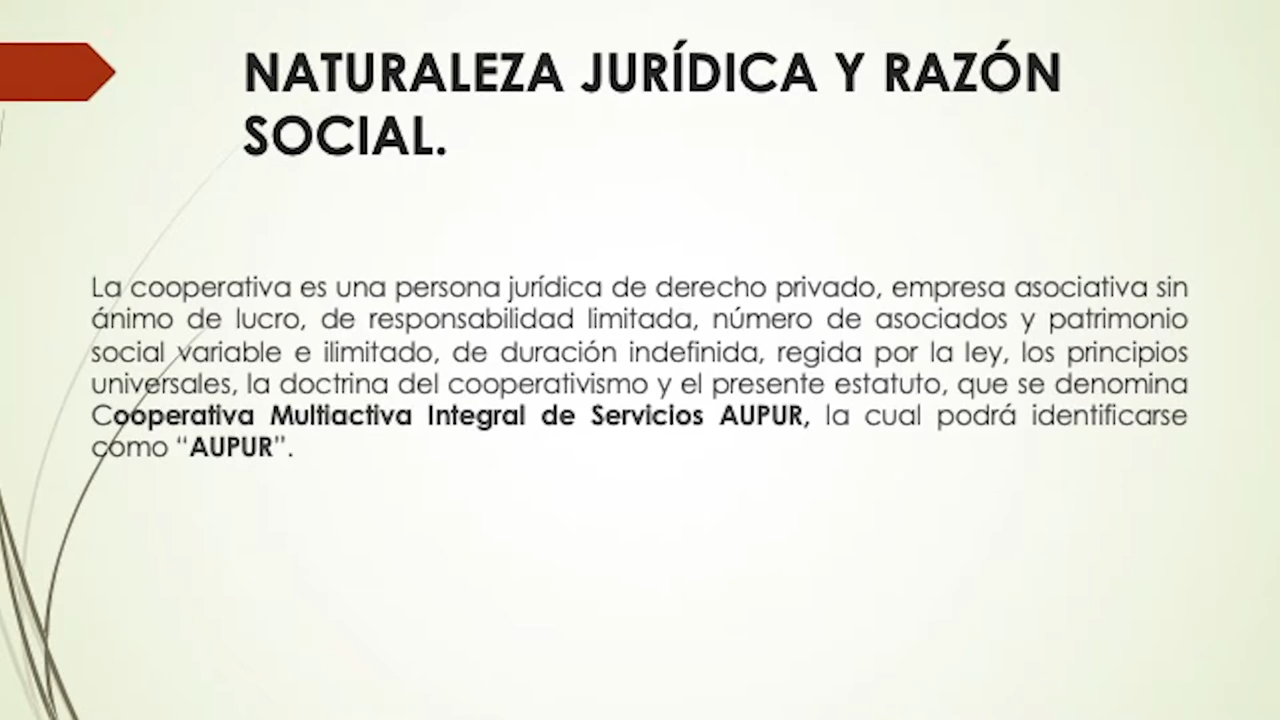 NATURALEZA JURÍDICA Y RAZÓN
SOCIAL.
La cooperativa es una persona jurídica de derecho privado, empresa asociativa sin
ánimo de lucro, de responsabilidad limitada, número de asociados y patrimonio
social variable e ilimitado, de duración indefinida, regida por la ley, los principios
universales, la doctrina del cooperativismo y el presente estatuto, que se denomina
Cooperativa Multiactiva Integral de Servicios AUPUR, la cual podrá identificarse
como “AUPUR”.